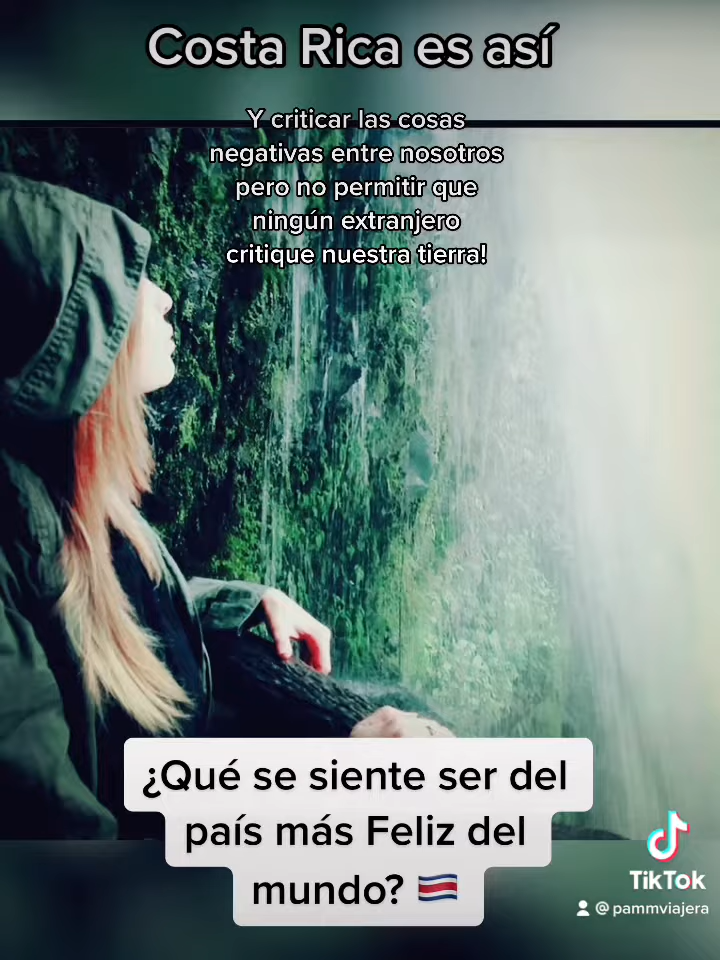 Costa Rica es así
Y criticar las cosas
negativas entre nosotros
pero no permitir que
ningún extranjero
critique nuestra tierra!
¿Qué se siente ser del
país más Feliz del
mundo? 🇨🇷
TikTok
@pammviajera